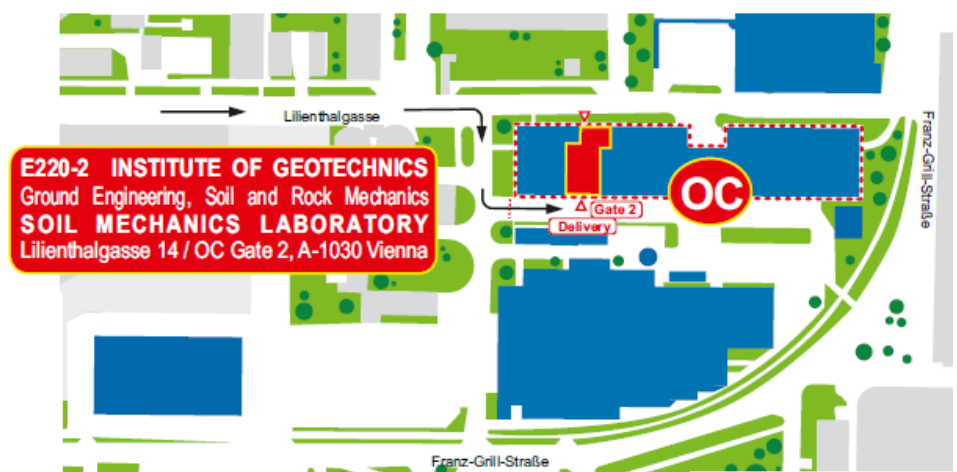 Lilienthalgasse
Franz-Grill-Straße
E220-2 INSTITUTE OF GEOTECHNICS
Ground Engineering, Soil and Rock Mechanics
SOIL MECHANICS LABORATORY
Lilienthalgasse 14 / OC Gate 2, A-1030 Vienna
OC
Gate 2
Delivery
Franz-Grill-Straße